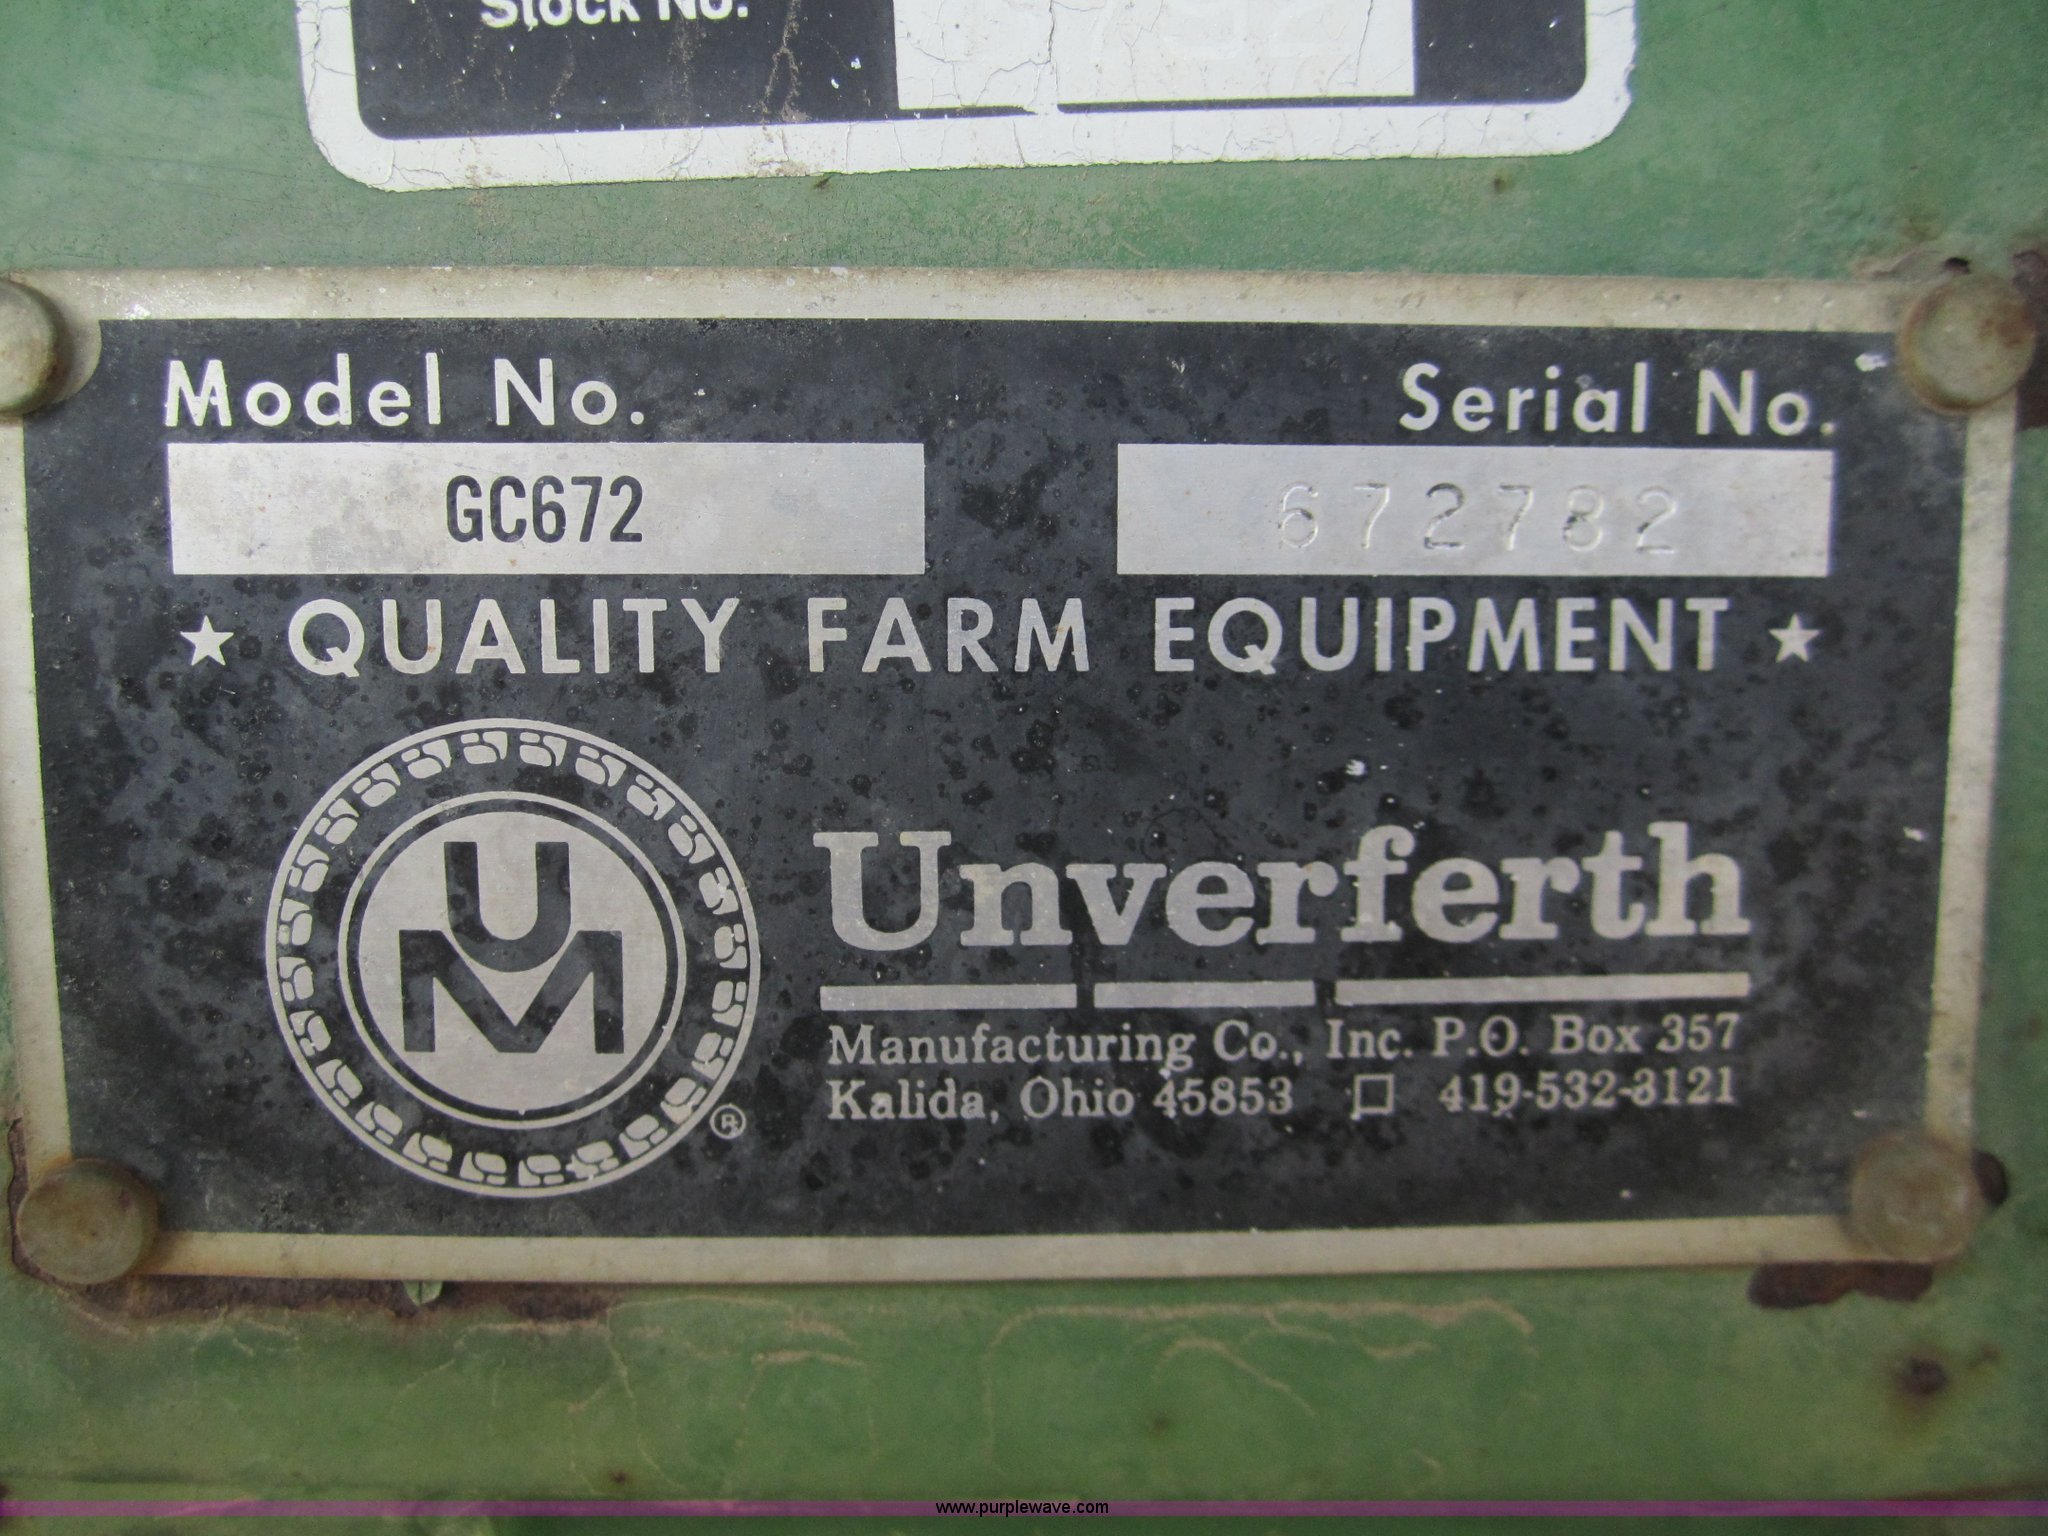 Stock No.
Model No. Serial No.
GC672 672782
★ QUALITY FARM EQUIPMENT ★
UM
®
Unverferth
Manufacturing Co., Inc. P.O. Box 357
Kalida, Ohio 45853 □ 419-532-3121
www.purplewave.com